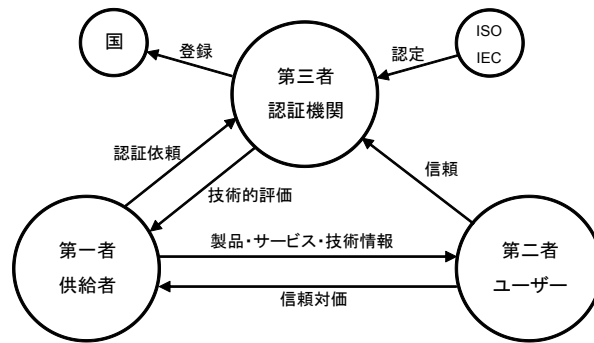 国
登録
第三者
認証機関
認定
ISO
IEC
認証依頼
技術的評価
信頼
第一者
供給者
製品・サービス・技術情報
信頼対価
第二者
ユーザー